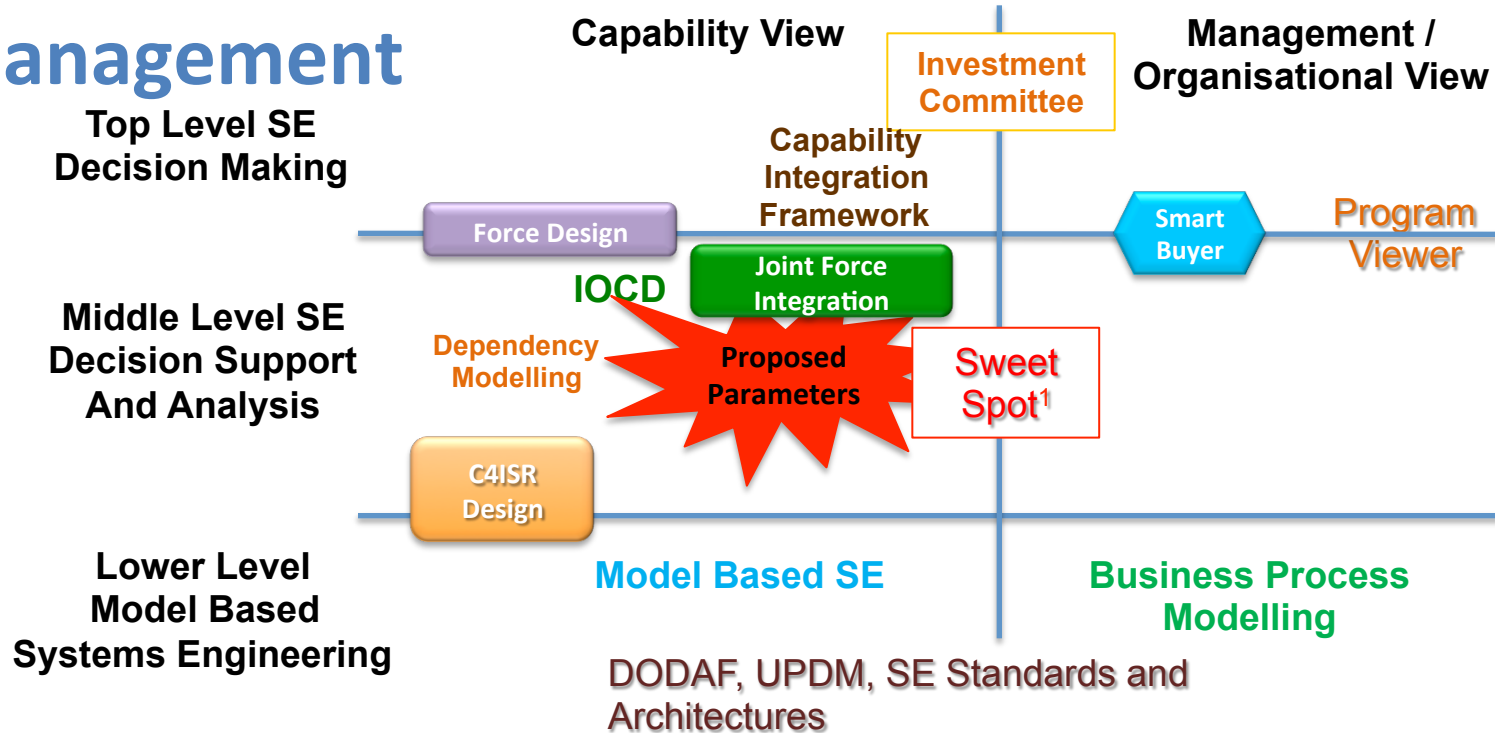 anagement
Capability View
Management /
Organisational View
Investment
Committee
Top Level SE
Decision Making
Capability
Integration
Framework
Force Design
Smart
Buyer
Program
Viewer
IOCD
Joint Force
Integration
Middle Level SE
Decision Support
And Analysis
Dependency
Modelling
Proposed
Parameters
Sweet
Spot¹
C4ISR
Design
Lower Level
Model Based
Systems Engineering
Model Based SE
Business Process
Modelling
DODAF, UPDM, SE Standards and
Architectures